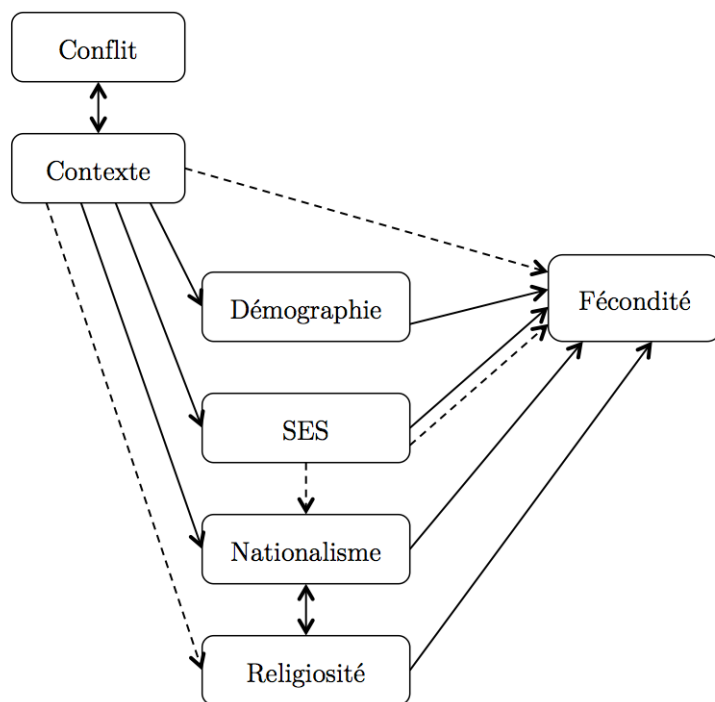 Conflit
Contexte
Démographie
Fécondité
SES
Nationalisme
Religiosité